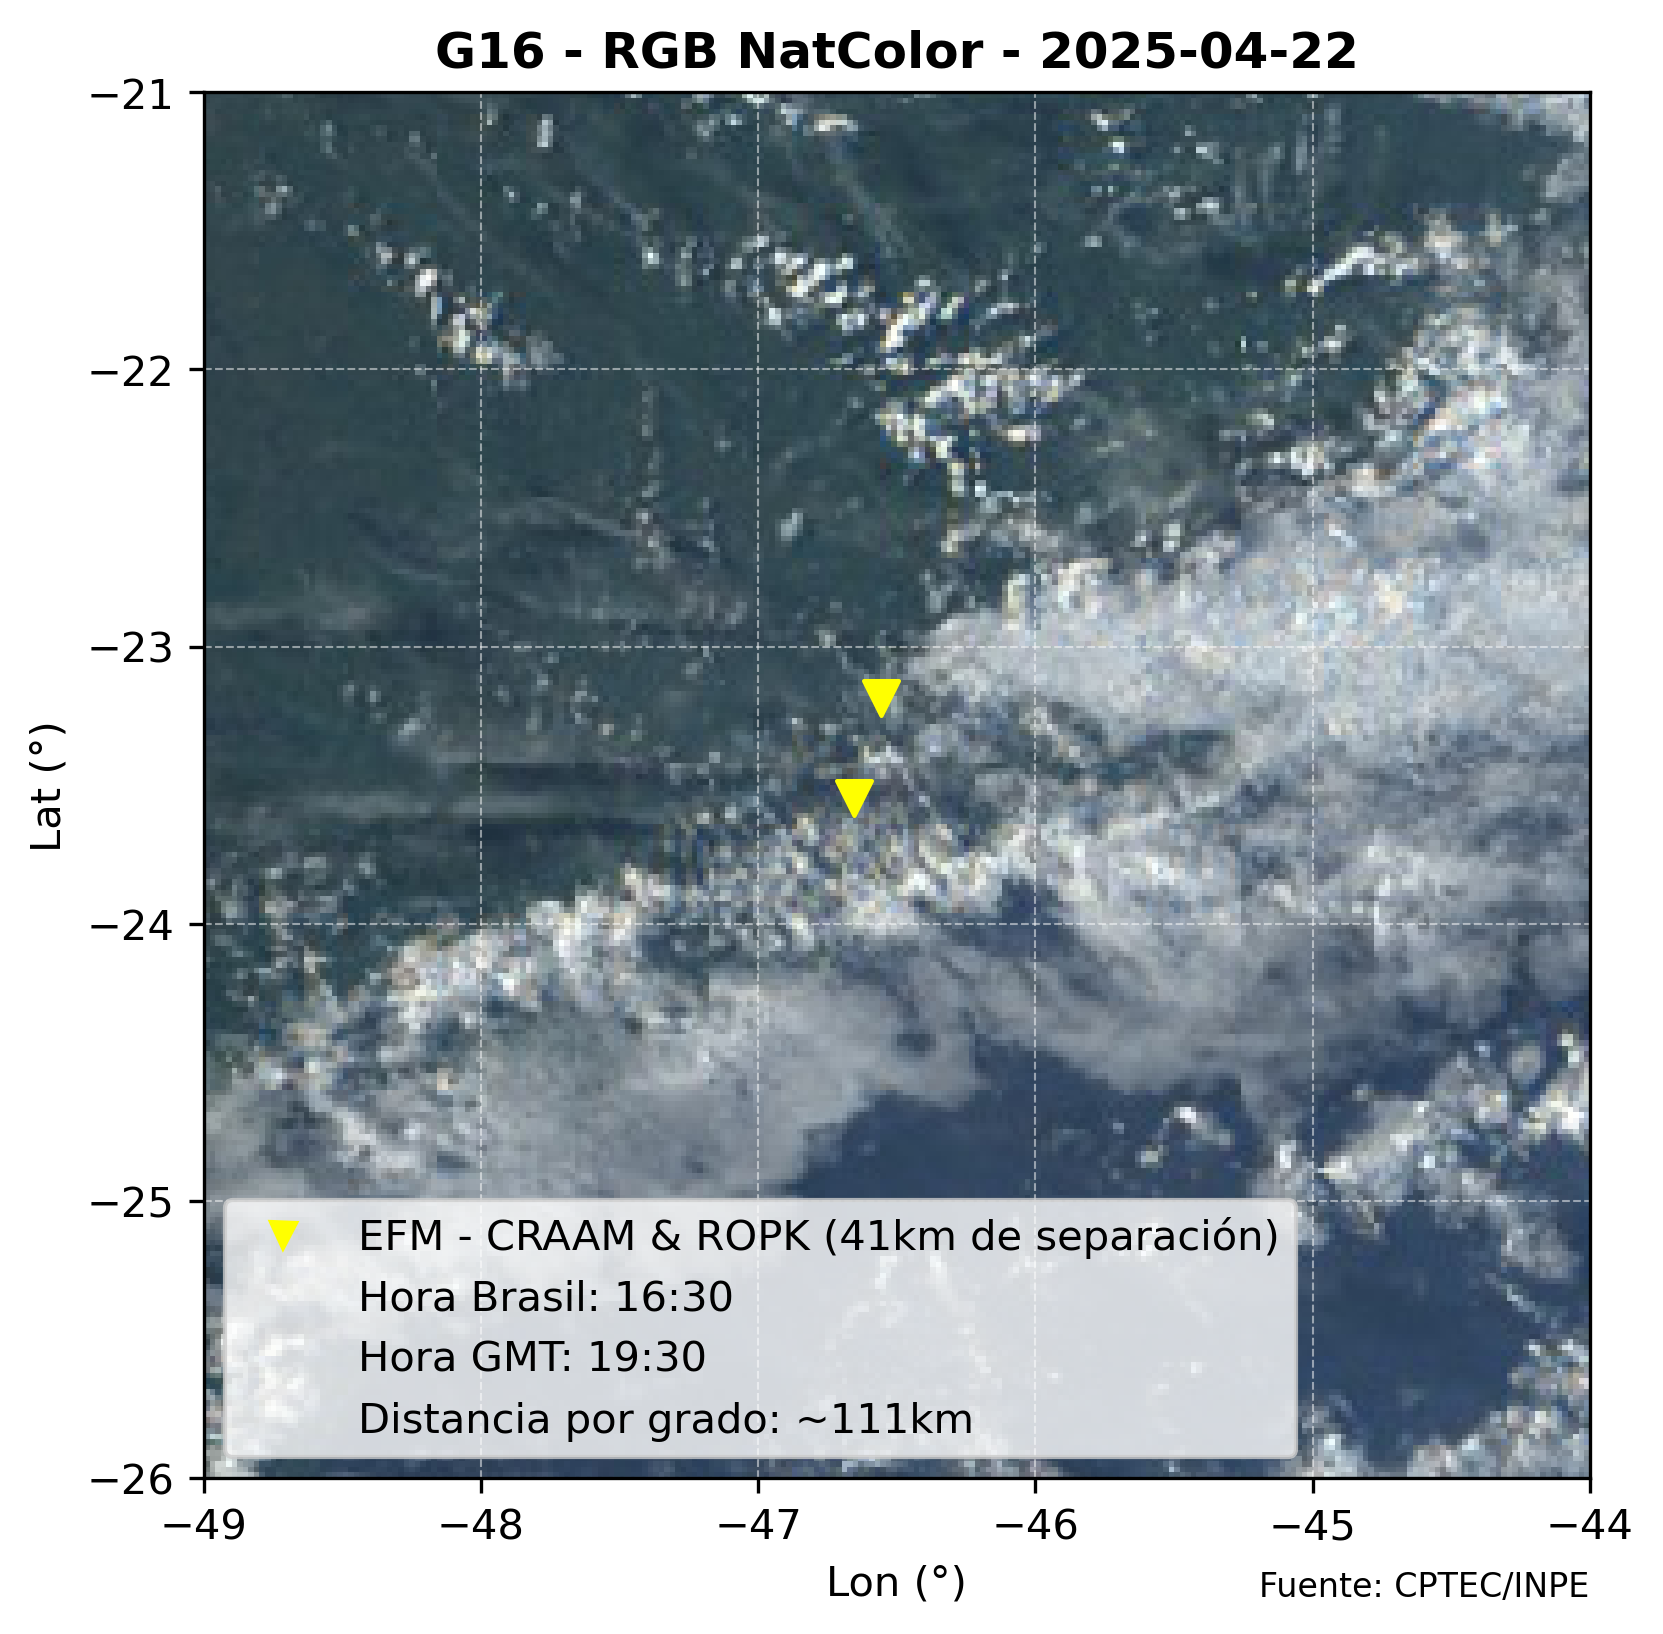 G16 - RGB NatColor - 2025-04-22
−21
−22
−23
−24
−25
−26
Lat (°)
EFM - CRAAM & ROPK (41km de separación)
Hora Brasil: 16:30
Hora GMT: 19:30
Distancia por grado: ~111km
−49 −48 −47 −46 −45 −44
Lon (°)
Fuente: CPTEC/INPE